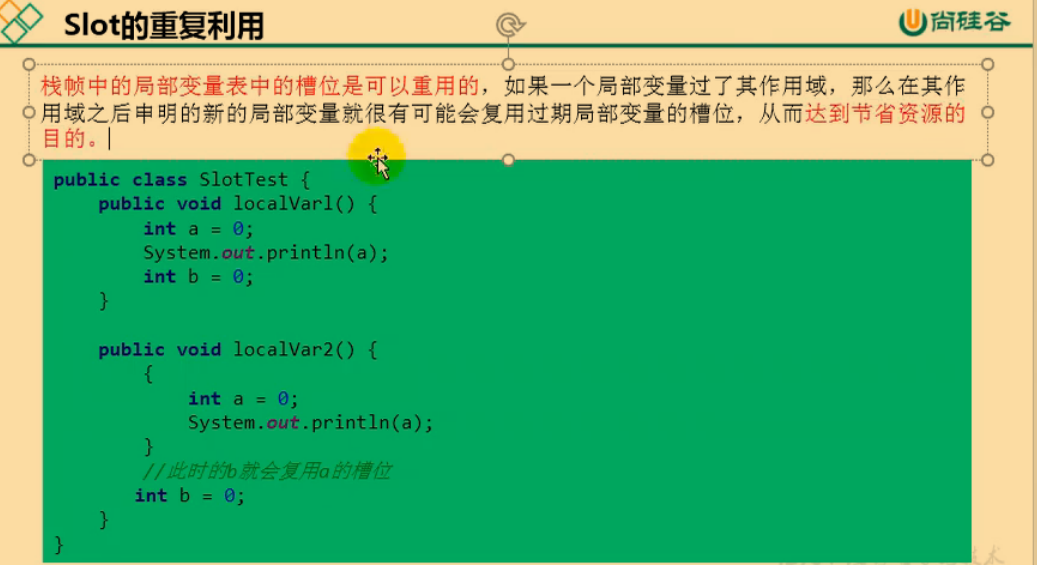 Slot的重复利用
尚硅谷
栈帧中的局部变量表中的槽位是可以重用的，如果一个局部变量过了其作用域，那么在其作
用域之后申明的新的局部变量就很有可能会复用过期局部变量的槽位，从而达到节省资源的
目的。
public class SlotTest {
    public void localVarl() {
        int a = 0;
        System.out.println(a);
        int b = 0;
    }
    public void localVar2() {
        {
            int a = 0;
            System.out.println(a);
        }
        //此时的b就会复用a的槽位
        int b = 0;
    }
}